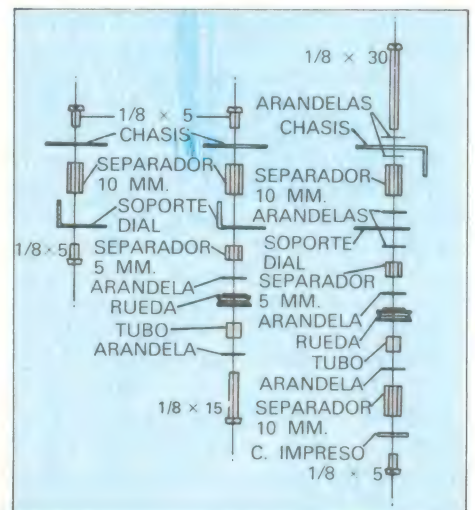 1/8 × 5
CHASIS
SEPARADOR
10 MM.
SOPORTE
DIAL
1/8×5
SEPARADOR
5 MM.
ARANDELA
RUEDA
TUBO
ARANDELA
1/8 × 15
1/8 × 30
ARANDELAS
CHASIS
SEPARADOR
10 MM.
ARANDELAS
SOPORTE
DIAL
SEPARADOR
5 MM.
ARANDELA
RUEDA
TUBO
ARANDELA
SEPARADOR
10 MM.
C. IMPRESO
1/8 × 5